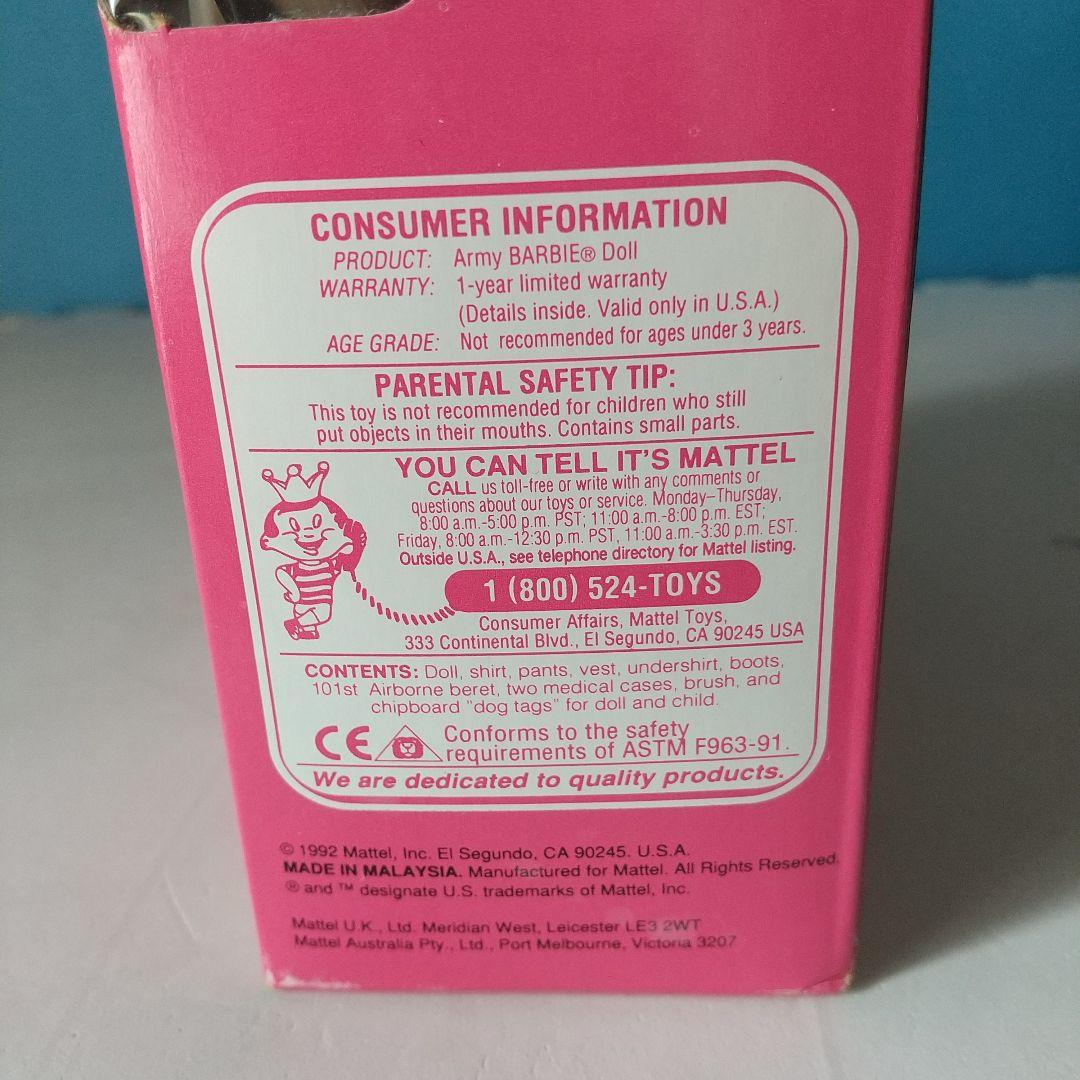 CONSUMER INFORMATION
PRODUCT: Army BARBIE® Doll
WARRANTY: 1-year limited warranty
(Details inside. Valid only in U.S.A.)
AGE GRADE: Not recommended for ages under 3 years.
PARENTAL SAFETY TIP:
This toy is not recommended for children who still
put objects in their mouths. Contains small parts.
YOU CAN TELL IT'S MATTEL
CALL us toll-free or write with any comments or
questions about our toys or service. Monday–Thursday,
8:00 a.m.-5:00 p.m. PST; 11:00 a.m.-8:00 p.m. EST;
Friday, 8:00 a.m.-12:30 p.m. PST, 11:00 a.m.-3:30 p.m. EST.
Outside U.S.A., see telephone directory for Mattel listing.
1 (800) 524-TOYS
Consumer Affairs, Mattel Toys,
333 Continental Blvd., El Segundo, CA 90245 USA
CONTENTS: Doll, shirt, pants, vest, undershirt, boots,
101st Airborne beret, two medical cases, brush, and
chipboard "dog tags" for doll and child.
CE Conforms to the safety
requirements of ASTM F963-91.
We are dedicated to quality products.
© 1992 Mattel, Inc. El Segundo, CA 90245. U.S.A.
MADE IN MALAYSIA. Manufactured for Mattel. All Rights Reserved.
® and ™ designate U.S. trademarks of Mattel, Inc.
Mattel U.K., Ltd. Meridian West, Leicester LE3 2WT
Mattel Australia Pty., Ltd., Port Melbourne, Victoria 3207